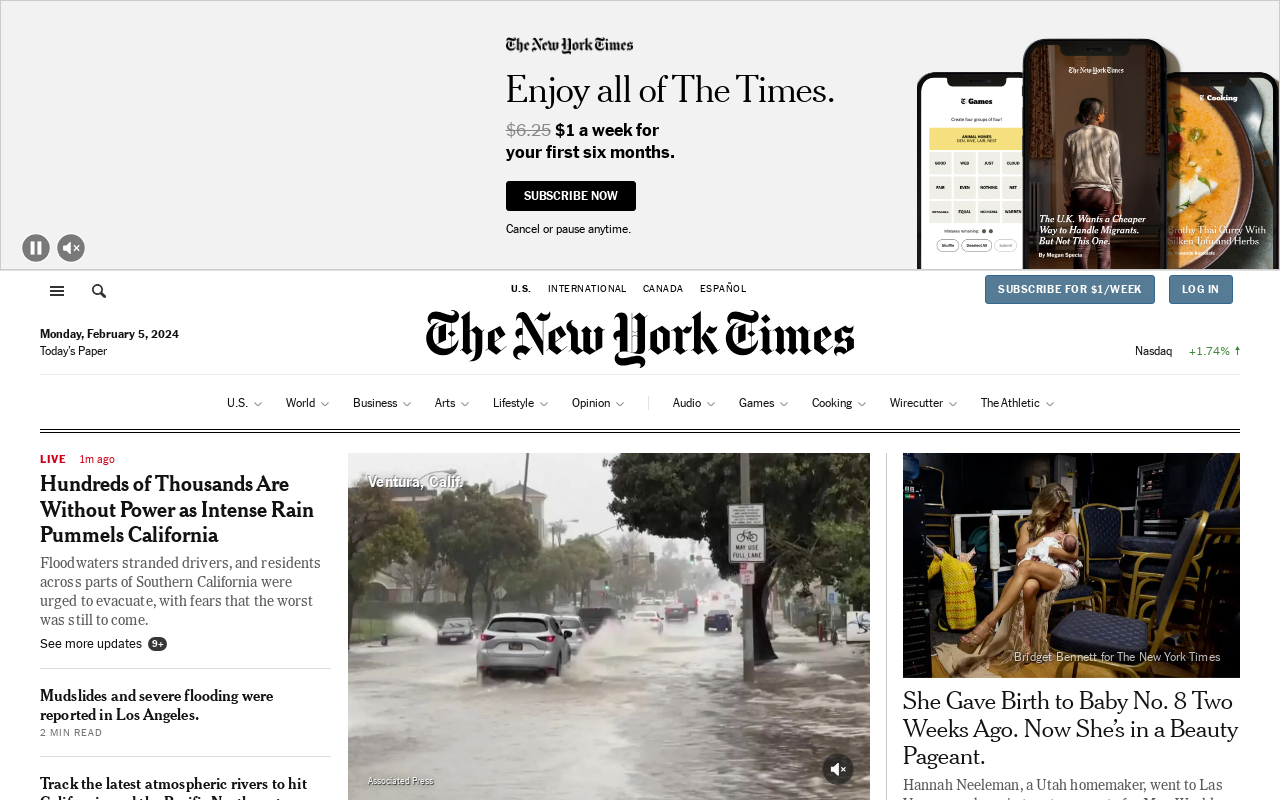 The New York Times
Enjoy all of The Times.
$6.25 $1 a week for
your first six months.
SUBSCRIBE NOW
Cancel or pause anytime.
Games
Create four groups of four!
ANIMAL HOMES
DEN, HIVE, LAIR, NEST
GOOD WEB JUST CLOUD
FAIR EVEN NOTHING NET
EQUAL WARREN
Mistakes remaining:
Shuffle Deselect All Submit
The New York Times
The U.K. Wants a Cheaper
Way to Handle Migrants.
But Not This One.
By Megan Specia
Cooking
Brothy Thai Curry With
Silken Tofu and Herbs
U.S. INTERNATIONAL CANADA ESPAÑOL
SUBSCRIBE FOR $1/WEEK LOG IN
Monday, February 5, 2024
Today's Paper
The New York Times
Nasdaq +1.74%
U.S. World Business Arts Lifestyle Opinion Audio Games Cooking Wirecutter The Athletic
LIVE 1m ago
Hundreds of Thousands Are
Without Power as Intense Rain
Pummels California
Floodwaters stranded drivers, and residents
across parts of Southern California were
urged to evacuate, with fears that the worst
was still to come.
See more updates 9+
Mudslides and severe flooding were
reported in Los Angeles.
2 MIN READ
Track the latest atmospheric rivers to hit
Ventura, Calif.
MAY USE
FULL LANE
Associated Press
Bridget Bennett for The New York Times
She Gave Birth to Baby No. 8 Two
Weeks Ago. Now She's in a Beauty
Pageant.
Hannah Neeleman, a Utah homemaker, went to Las